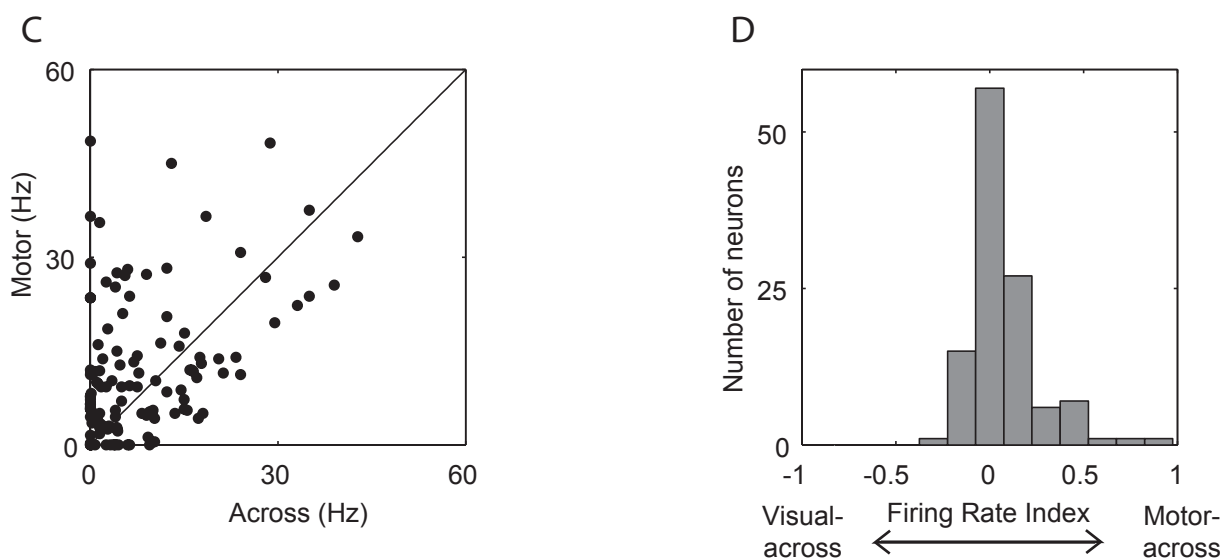 C
60
30
0
Motor (Hz)
0
30
60
Across (Hz)
D
50
25
0
Number of neurons
-1
-0.5
0
0.5
1
Visual-
across
Firing Rate Index
Motor-
across